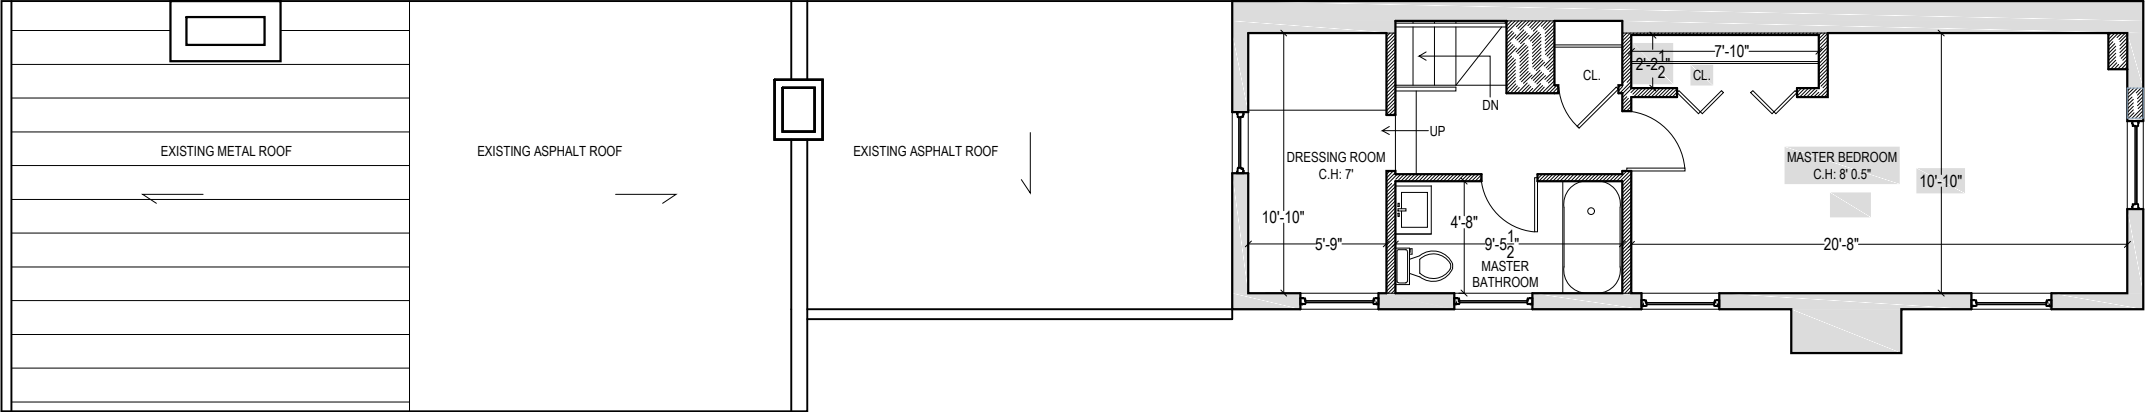 EXISTING METAL ROOF
EXISTING ASPHALT ROOF
EXISTING ASPHALT ROOF
DRESSING ROOM
C.H: 7'
10'-10"
5'-9"
DN
UP
CL.
4'-8"
9'-5 1/2"
MASTER
BATHROOM
2'-2 1/2"
7'-10"
CL.
MASTER BEDROOM
C.H: 8' 0.5"
10'-10"
20'-8"